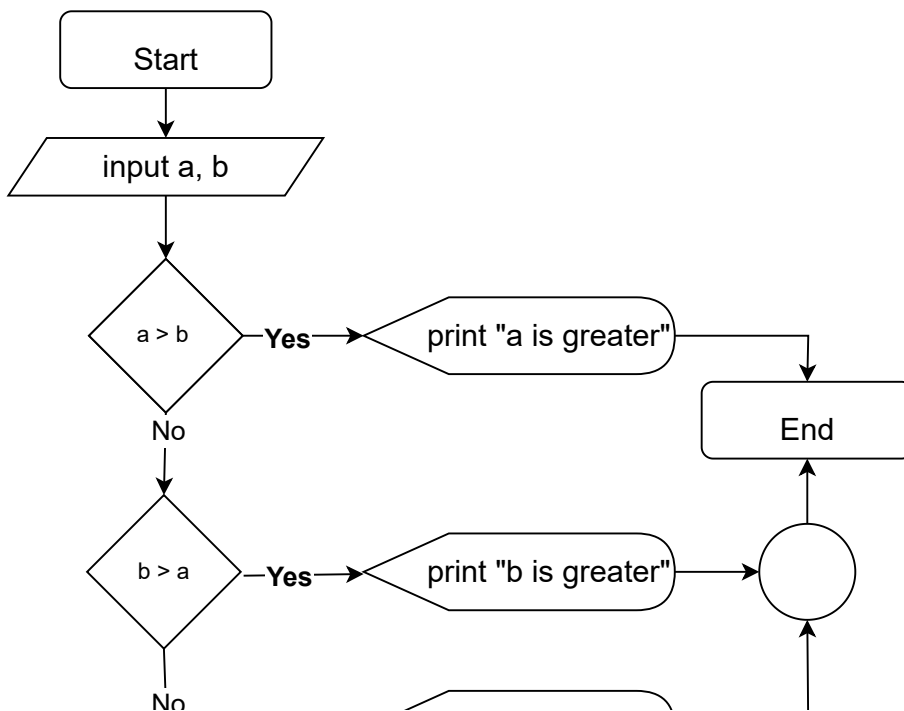 Start
input a, b
a > b
Yes
print "a is greater"
End
No
b > a
Yes
print "b is greater"
No